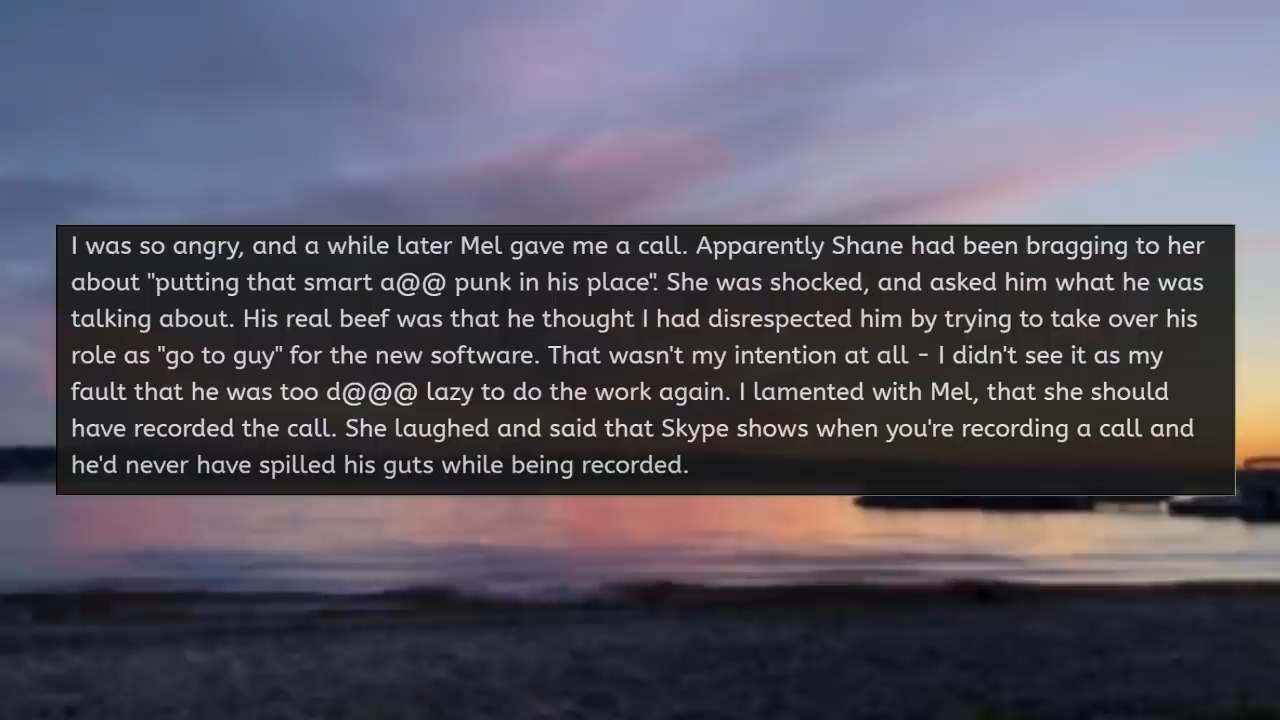 I was so angry, and a while later Mel gave me a call. Apparently Shane had been bragging to her
about "putting that smart a@@ punk in his place". She was shocked, and asked him what he was
talking about. His real beef was that he thought I had disrespected him by trying to take over his
role as "go to guy" for the new software. That wasn't my intention at all - I didn't see it as my
fault that he was too d@@@ lazy to do the work again. I lamented with Mel, that she should
have recorded the call. She laughed and said that Skype shows when you're recording a call and
he'd never have spilled his guts while being recorded.